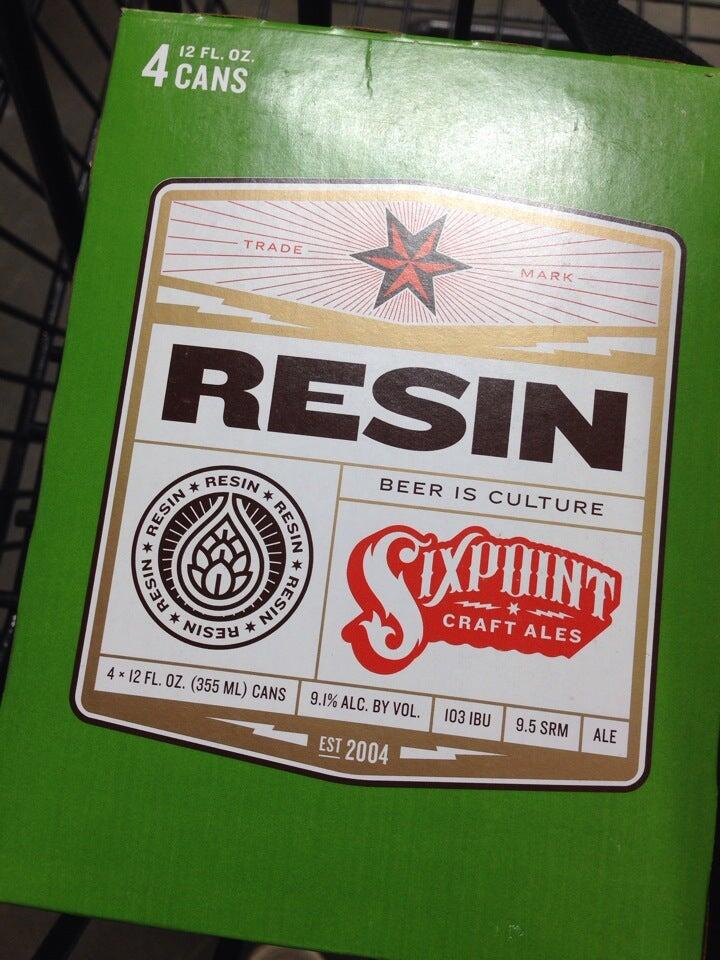 4 12 FL. OZ.
CANS
TRADE MARK
RESIN
RESIN ★ RESIN ★ RESIN ★ RESIN ★ RESIN ★ RESIN ★ RESIN ★
BEER IS CULTURE
SIXPOINT
CRAFT ALES
4 × 12 FL. OZ. (355 ML) CANS
9.1% ALC. BY VOL.
103 IBU
9.5 SRM
ALE
EST 2004